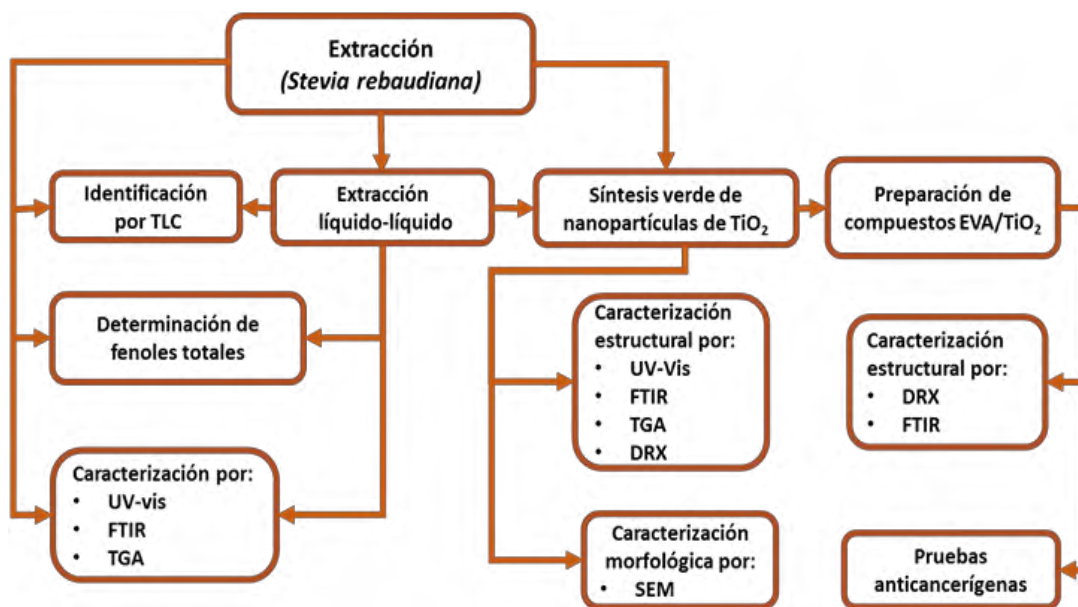 Extracción
(Stevia rebaudiana)
Identificación
por TLC
Extracción
líquido-líquido
Síntesis verde de
nanopartículas de TiO₂
Preparación de
compuestos EVA/TiO₂
Determinación de
fenoles totales
Caracterización
estructural por:
• UV-Vis
• FTIR
• TGA
• DRX
Caracterización
estructural por:
• DRX
• FTIR
Caracterización por:
• UV-vis
• FTIR
• TGA
Caracterización
morfológica por:
• SEM
Pruebas
anticancerígenas